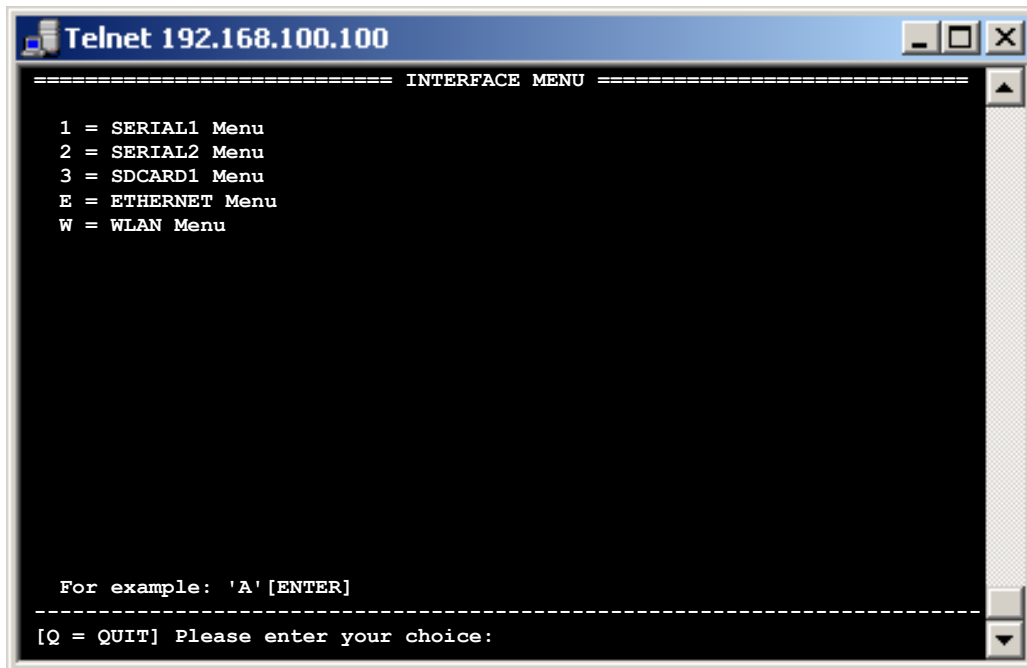 Telnet 192.168.100.100
============================ INTERFACE MENU =============================
1 = SERIAL1 Menu
2 = SERIAL2 Menu
3 = SDCARD1 Menu
E = ETHERNET Menu
W = WLAN Menu
For example: 'A'[ENTER]
--------------------------------------------------------------------------
[Q = QUIT] Please enter your choice: